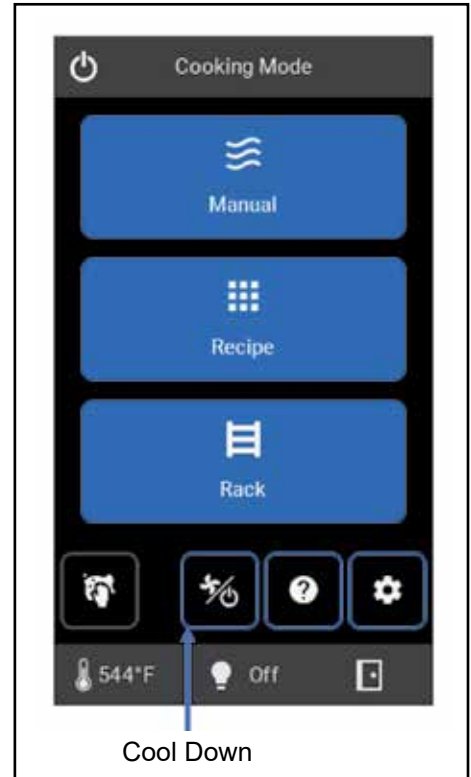 Cooking Mode
Manual
Recipe
Rack
544°F
Off
Cool Down